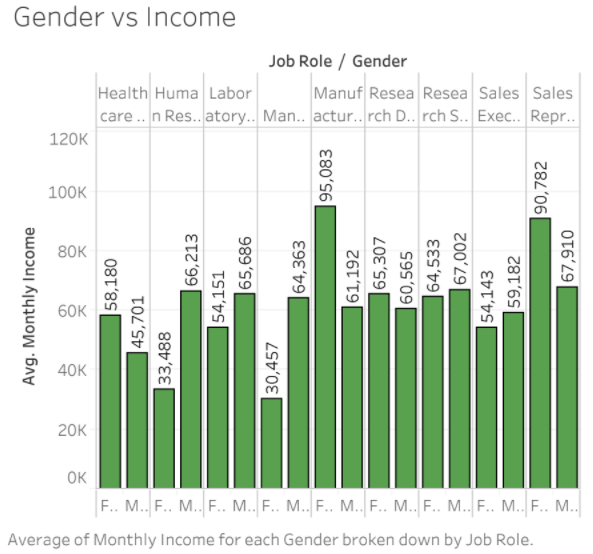 Gender vs Income
Job Role / Gender
Health Huma Labor Manuf Resea Resea Sales Sales
care .. n Res.. atory.. Man.. actur.. rch D.. rch S.. Exec.. Repr..
120K
100K
80K
60K
40K
20K
0K
Avg. Monthly Income
58,180
45,701
33,488
66,213
54,151
65,686
30,457
64,363
95,083
61,192
65,307
60,565
64,533
67,002
54,143
59,182
90,782
67,910
F.. M.. F.. M.. F.. M.. F.. M.. F.. M.. F.. M.. F.. M.. F.. M.. F.. M..
Average of Monthly Income for each Gender broken down by Job Role.